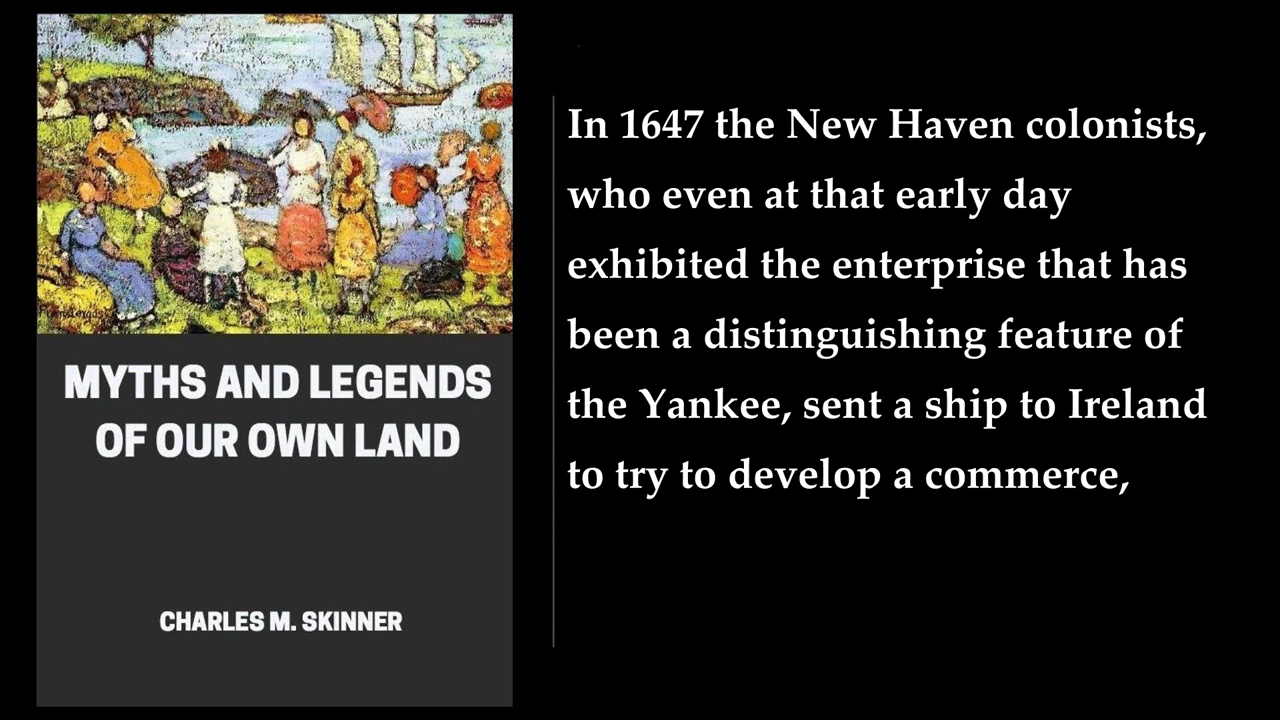 MYTHS AND LEGENDS
OF OUR OWN LAND
CHARLES M. SKINNER
In 1647 the New Haven colonists,
who even at that early day
exhibited the enterprise that has
been a distinguishing feature of
the Yankee, sent a ship to Ireland
to try to develop a commerce,